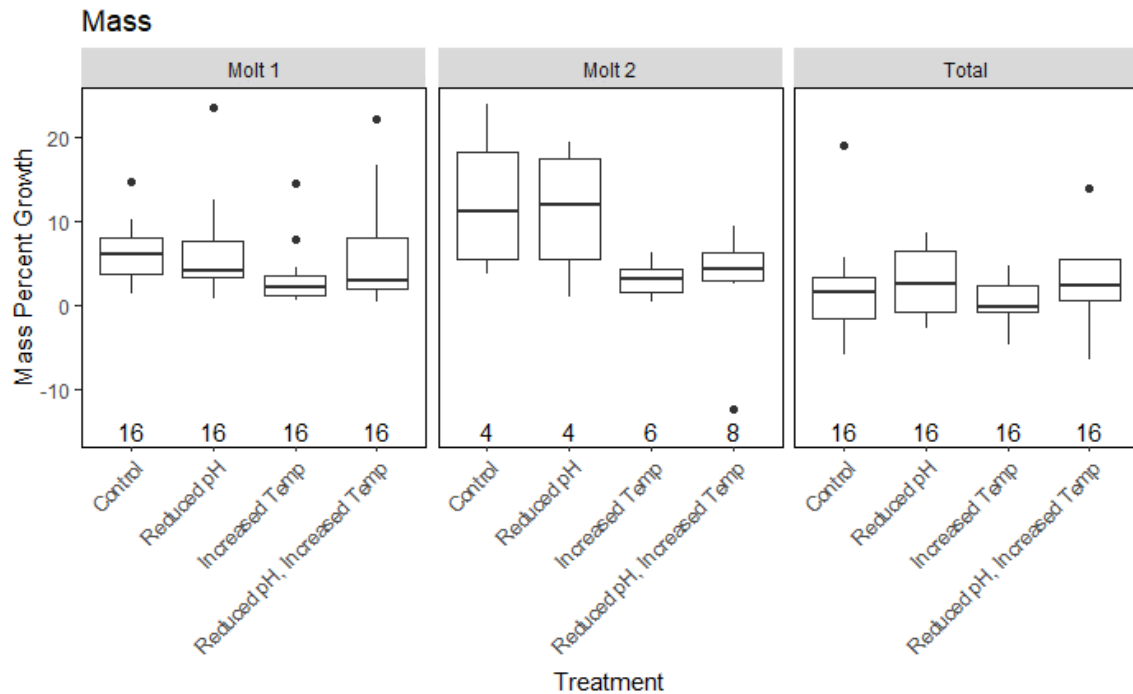 Mass
Molt 1
Molt 2
Total
Mass Percent Growth
20
10
0
-10
16 16 16 16
4 4 6 8
16 16 16 16
Control
Reduced pH
Increased Temp
Reduced pH, Increased Temp
Control
Reduced pH
Increased Temp
Reduced pH, Increased Temp
Control
Reduced pH
Increased Temp
Reduced pH, Increased Temp
Treatment